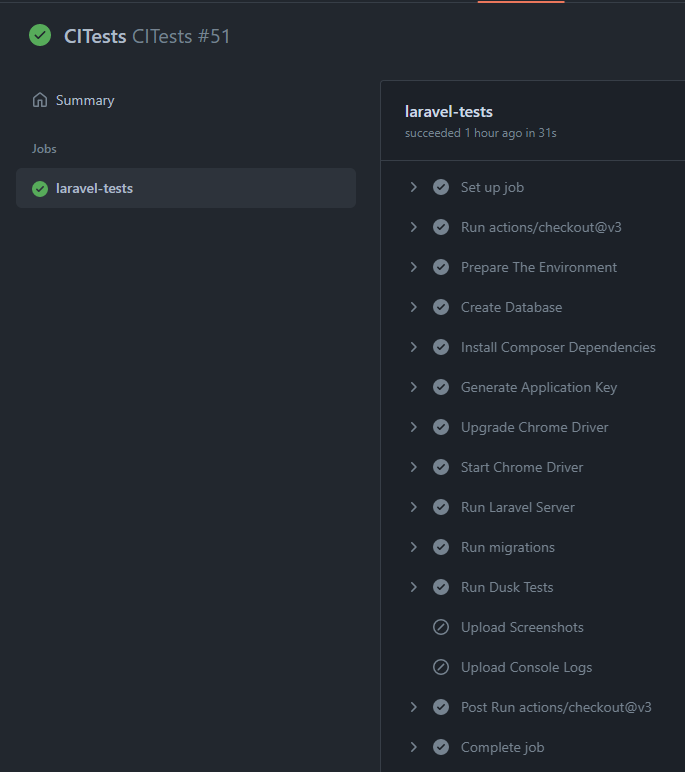 CITests CITests #51
Summary
Jobs
laravel-tests
laravel-tests
succeeded 1 hour ago in 31s
Set up job
Run actions/checkout@v3
Prepare The Environment
Create Database
Install Composer Dependencies
Generate Application Key
Upgrade Chrome Driver
Start Chrome Driver
Run Laravel Server
Run migrations
Run Dusk Tests
Upload Screenshots
Upload Console Logs
Post Run actions/checkout@v3
Complete job